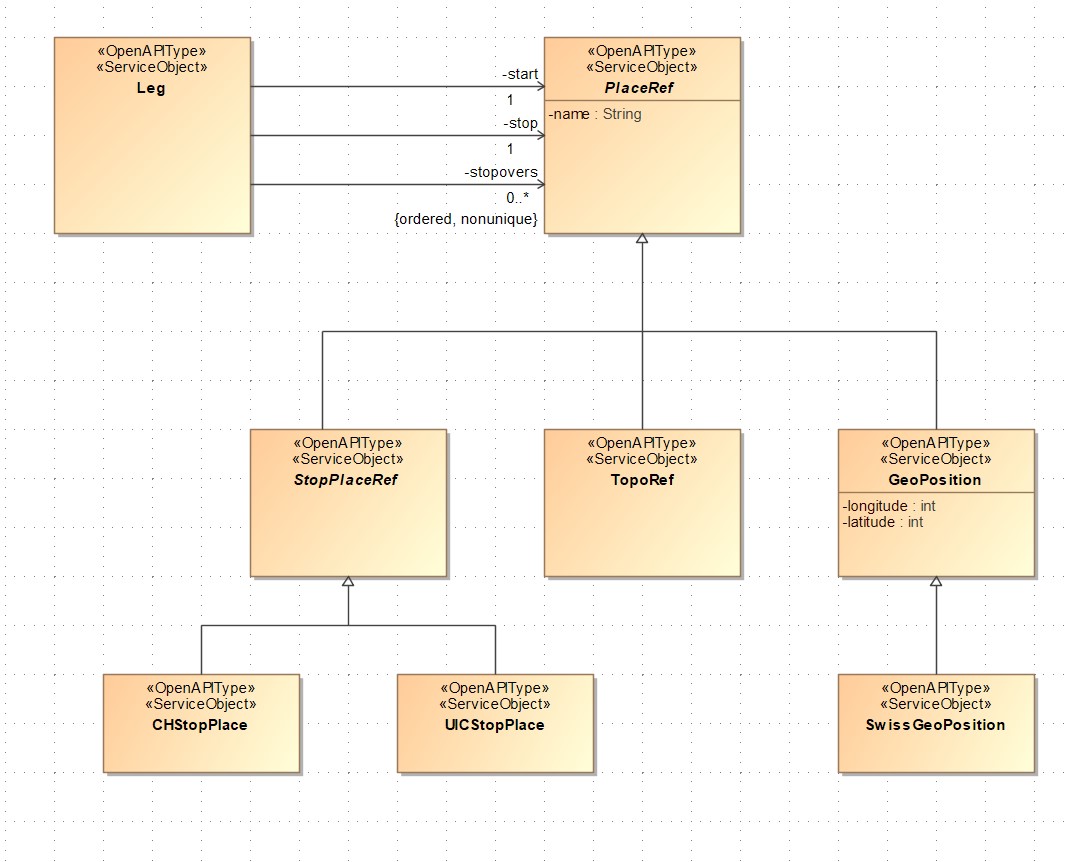 «OpenAPIType»
«ServiceObject»
Leg
-start
1
-stop
1
-stopovers
0..*
{ordered, nonunique}
«OpenAPIType»
«ServiceObject»
PlaceRef
-name : String
«OpenAPIType»
«ServiceObject»
StopPlaceRef
«OpenAPIType»
«ServiceObject»
TopoRef
«OpenAPIType»
«ServiceObject»
GeoPosition
-longitude : int
-latitude : int
«OpenAPIType»
«ServiceObject»
CHStopPlace
«OpenAPIType»
«ServiceObject»
UICStopPlace
«OpenAPIType»
«ServiceObject»
SwissGeoPosition